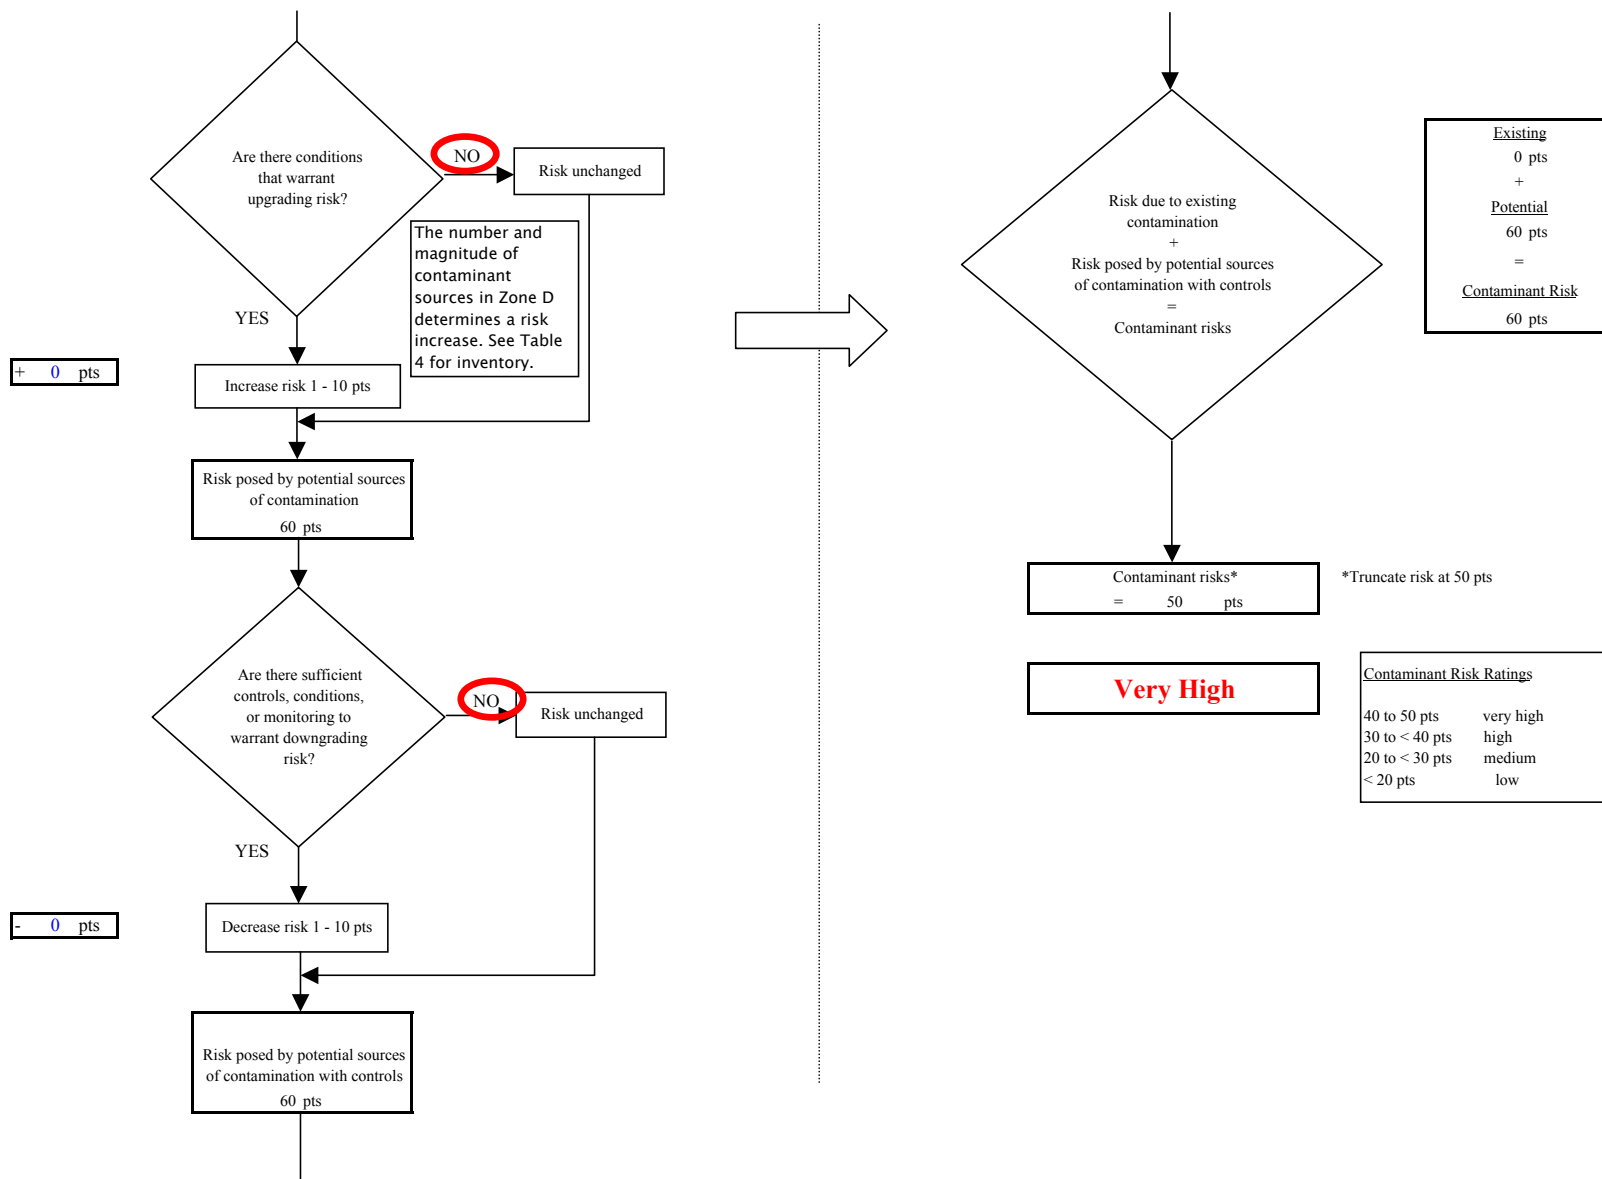 Are there conditions
that warrant
upgrading risk?
NO
Risk unchanged
The number and
magnitude of
contaminant
sources in Zone D
determines a risk
increase. See Table
4 for inventory.
YES
+ 0 pts
Increase risk 1 - 10 pts
Risk posed by potential sources
of contamination
60 pts
Are there sufficient
controls, conditions,
or monitoring to
warrant downgrading
risk?
NO
Risk unchanged
YES
- 0 pts
Decrease risk 1 - 10 pts
Risk posed by potential sources
of contamination with controls
60 pts
Risk due to existing
contamination
+
Risk posed by potential sources
of contamination with controls
=
Contaminant risks
Existing
0 pts
+
Potential
60 pts
=
Contaminant Risk
60 pts
Contaminant risks*
= 50 pts
*Truncate risk at 50 pts
Very High
Contaminant Risk Ratings
40 to 50 pts very high
30 to < 40 pts high
20 to < 30 pts medium
< 20 pts low